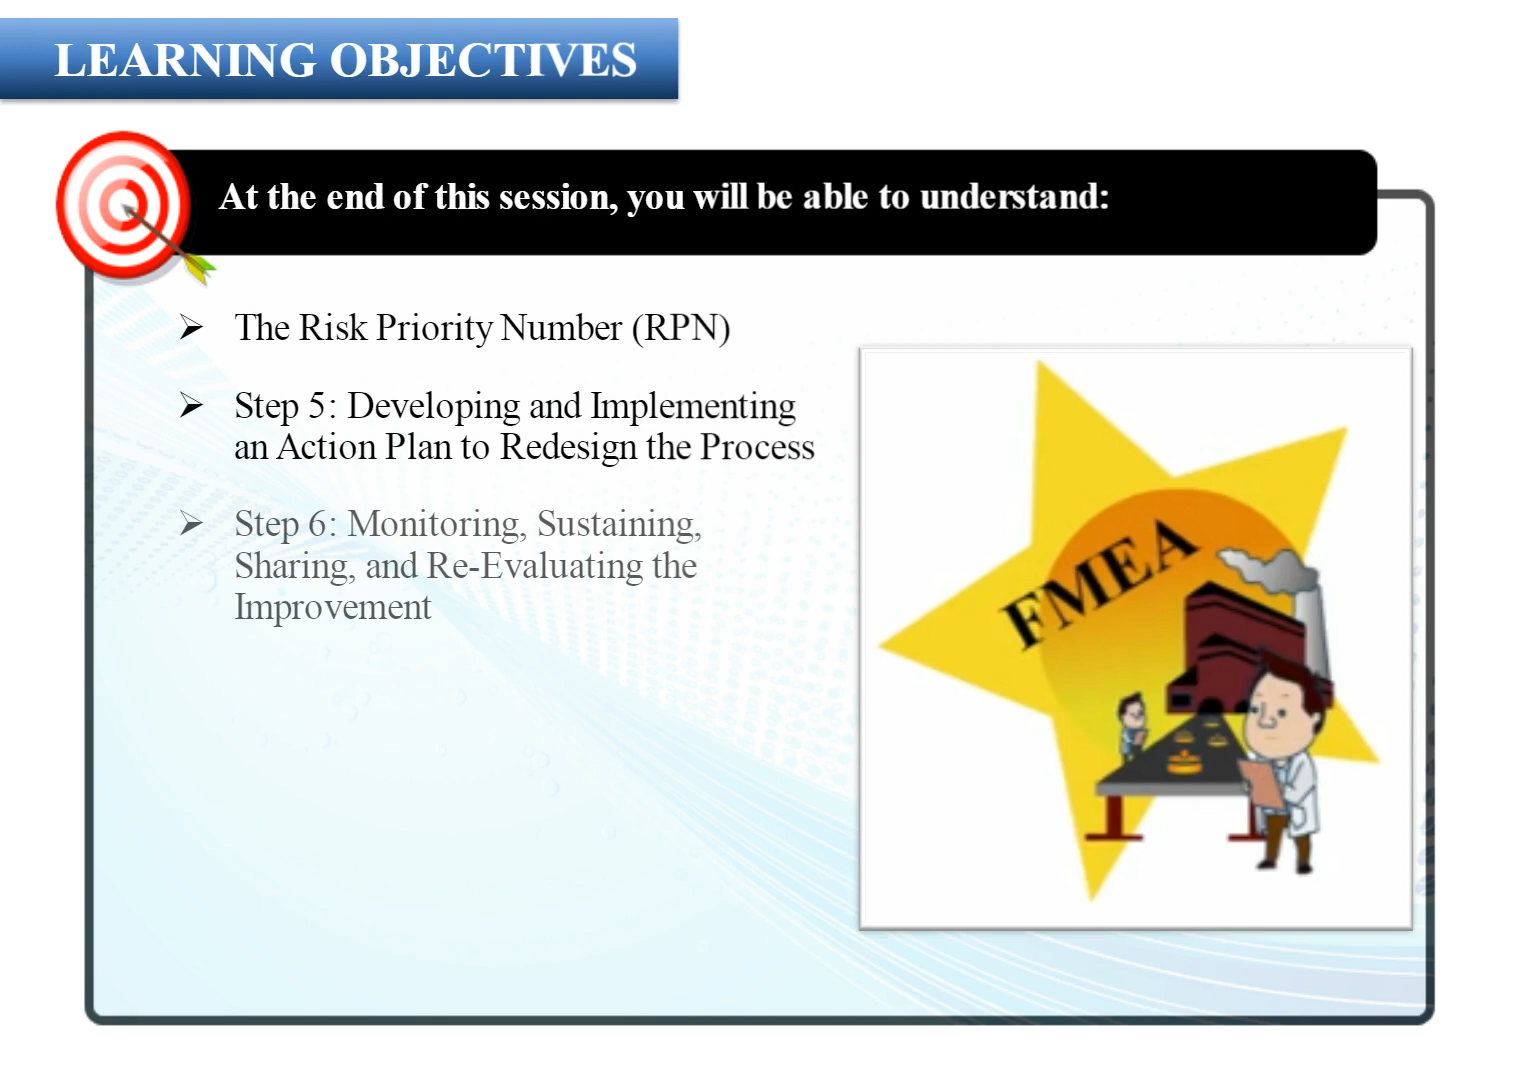 LEARNING OBJECTIVES
At the end of this session, you will be able to understand:
➢ The Risk Priority Number (RPN)
➢ Step 5: Developing and Implementing
an Action Plan to Redesign the Process
➢ Step 6: Monitoring, Sustaining,
Sharing, and Re-Evaluating the
Improvement
FMEA